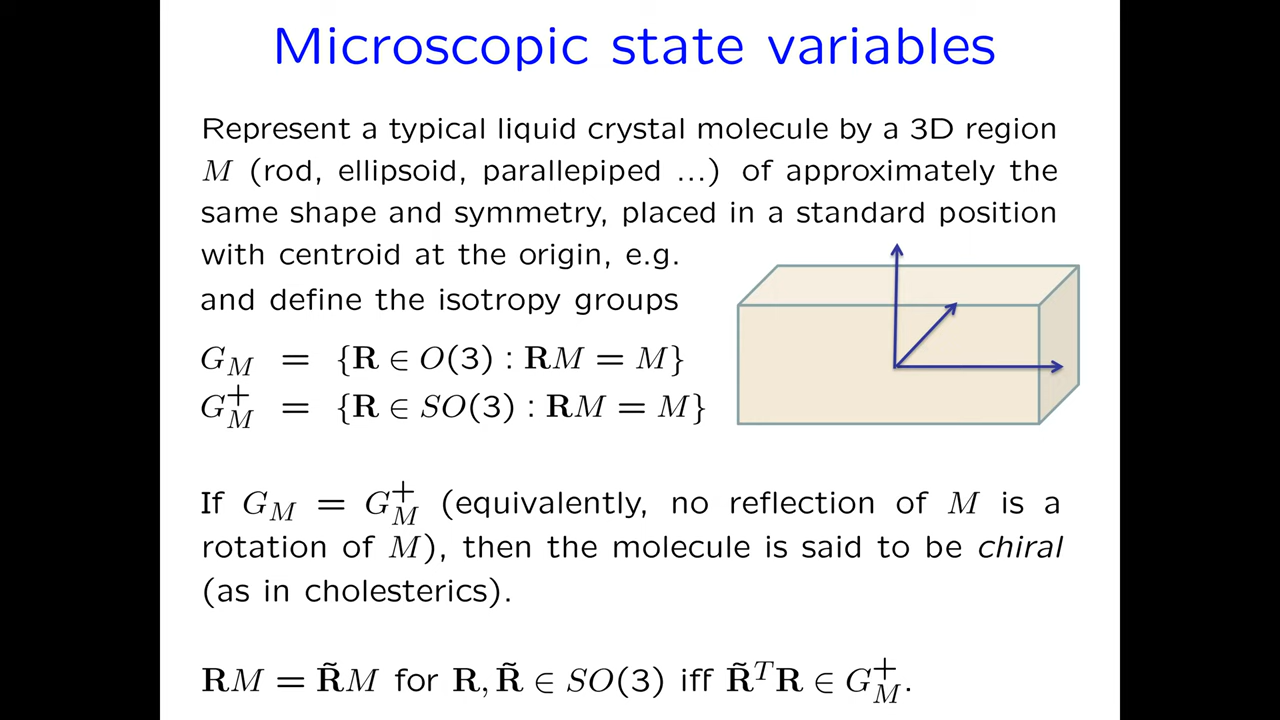 Microscopic state variables
Represent a typical liquid crystal molecule by a 3D region
M (rod, ellipsoid, parallepiped ...) of approximately the
same shape and symmetry, placed in a standard position
with centroid at the origin, e.g.
and define the isotropy groups
G_M = {R ∈ O(3) : RM = M}
G_M^+ = {R ∈ SO(3) : RM = M}
If G_M = G_M^+ (equivalently, no reflection of M is a
rotation of M), then the molecule is said to be chiral
(as in cholesterics).
RM = R̃M for R, R̃ ∈ SO(3) iff R̃^T R ∈ G_M^+.